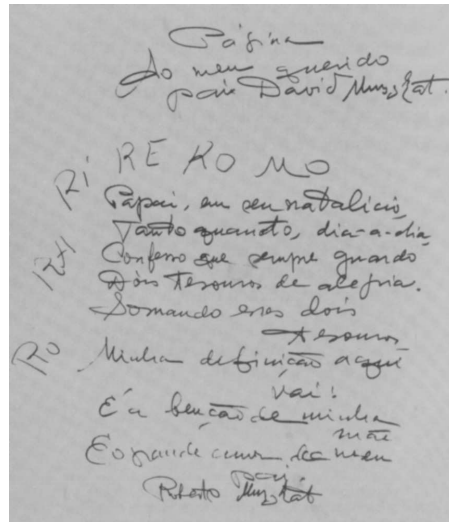 Página
Ao meu querido
pai David Muszkat.
RI RE RO MO
Papai, em seu natalício,
Tanto quanto, dia-a-dia,
Confesso que sempre guardo
Dois Tesouros de alegria.
Somando esses dois
Tesouros
Minha definição aqui
vai:
É a benção de minha
mãe
E o grande amor de meu
pai
Roberto Muszkat